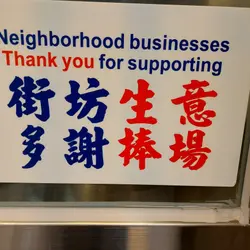 Neighborhood businesses
Thank you for supporting
街坊生意
多謝捧場